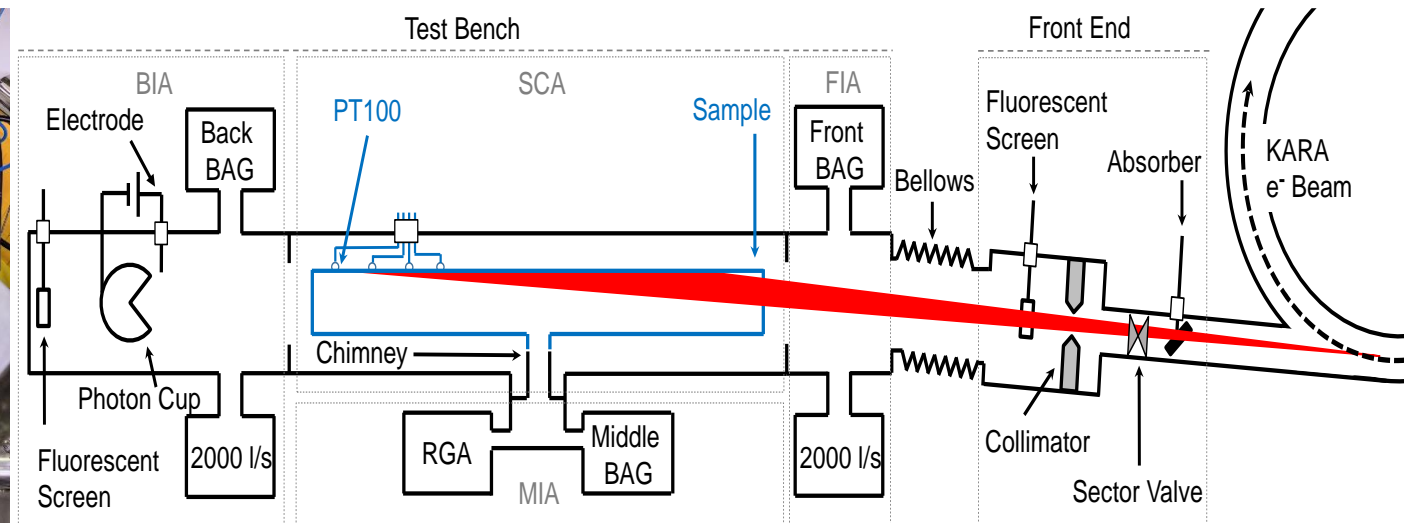 Test Bench
Front End
BIA
SCA
FIA
Electrode
Back
BAG
PT100
Sample
Front
BAG
Bellows
Fluorescent
Screen
Absorber
KARA
e- Beam
Chimney
Photon Cup
Fluorescent
Screen
2000 l/s
RGA
Middle
BAG
MIA
2000 l/s
Collimator
Sector Valve